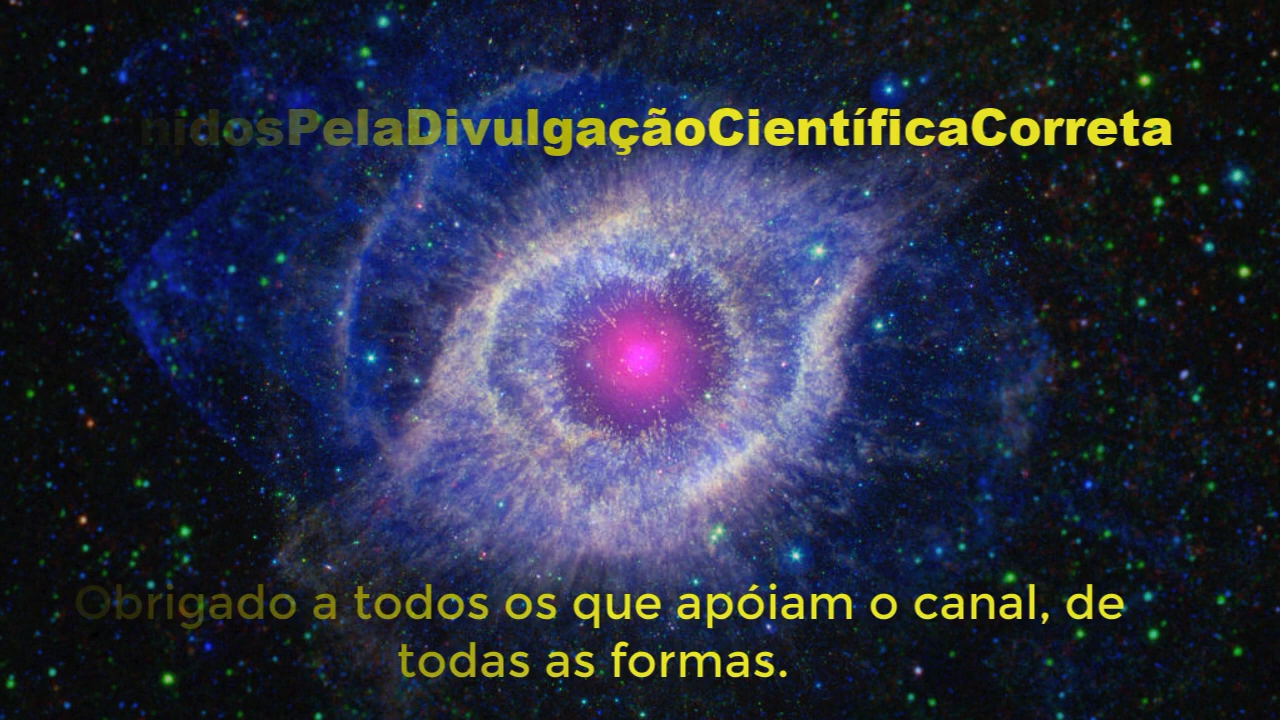 nidosPelaDivulgaçãoCientíficaCorreta
Obrigado a todos os que apóiam o canal, de
todas as formas.